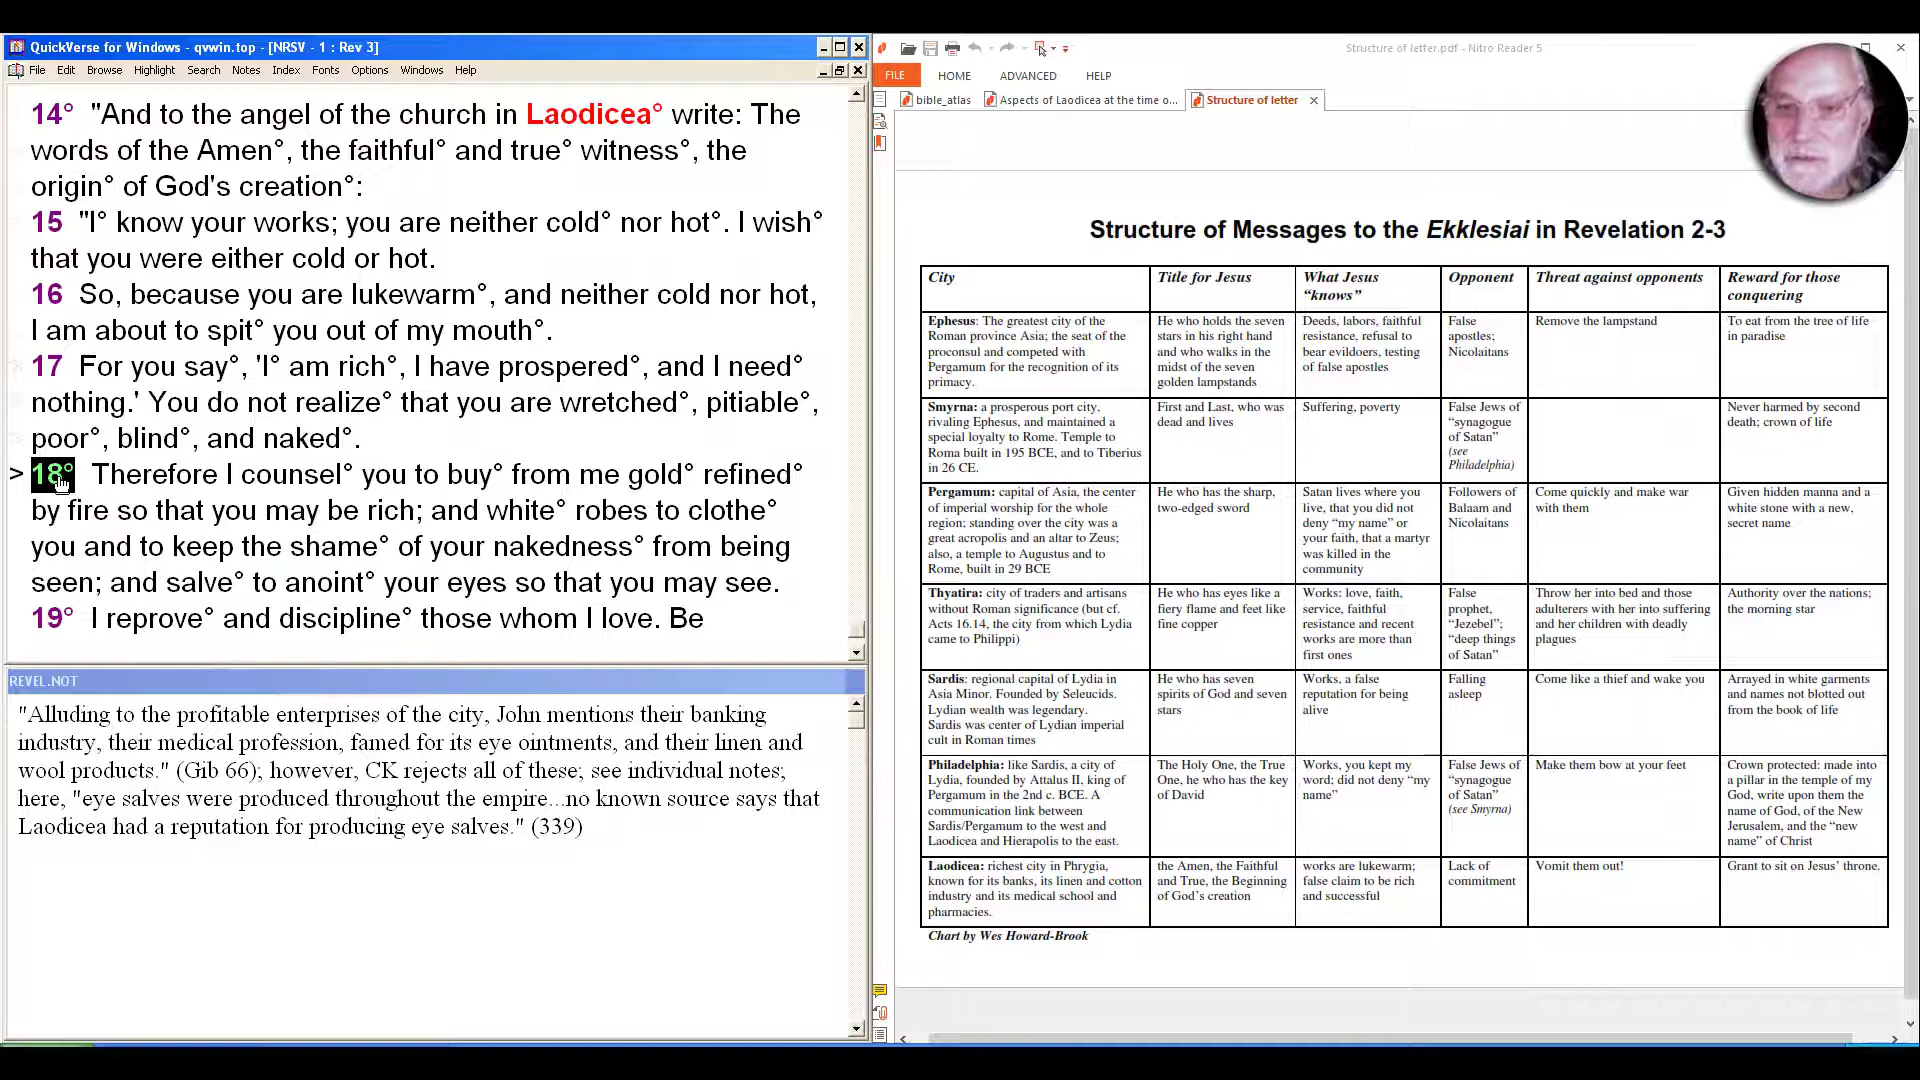 QuickVerse for Windows - qvwin.top - [NRSV - 1 : Rev 3]
File Edit Browse Highlight Search Notes Index Fonts Options Windows Help
14° "And to the angel of the church in Laodicea° write: The
words of the Amen°, the faithful° and true° witness°, the
origin° of God's creation°:
15 "I° know your works; you are neither cold° nor hot°. I wish°
that you were either cold or hot.
16 So, because you are lukewarm°, and neither cold nor hot,
I am about to spit° you out of my mouth°.
17 For you say°, 'I° am rich°, I have prospered°, and I need°
nothing.' You do not realize° that you are wretched°, pitiable°,
poor°, blind°, and naked°.
> 18° Therefore I counsel° you to buy° from me gold° refined°
by fire so that you may be rich; and white° robes to clothe°
you and to keep the shame° of your nakedness° from being
seen; and salve° to anoint° your eyes so that you may see.
19° I reprove° and discipline° those whom I love. Be
REVEL.NOT
"Alluding to the profitable enterprises of the city, John mentions their banking
industry, their medical profession, famed for its eye ointments, and their linen and
wool products." (Gib 66); however, CK rejects all of these; see individual notes;
here, "eye salves were produced throughout the empire...no known source says that
Laodicea had a reputation for producing eye salves." (339)
Structure of letter.pdf - Nitro Reader 5
FILE HOME ADVANCED HELP
bible_atlas Aspects of Laodicea at the time o... Structure of letter
Structure of Messages to the Ekklesiai in Revelation 2-3
City
Title for Jesus
What Jesus
"knows"
Opponent
Threat against opponents
Reward for those
conquering
Ephesus: The greatest city of the
Roman province Asia; the seat of the
proconsul and competed with
Pergamum for the recognition of its
primacy.
He who holds the seven
stars in his right hand
and who walks in the
midst of the seven
golden lampstands
Deeds, labors, faithful
resistance, refusal to
bear evildoers, testing
of false apostles
False
apostles;
Nicolaitans
Remove the lampstand
To eat from the tree of life
in paradise
Smyrna: a prosperous port city,
rivaling Ephesus, and maintained a
special loyalty to Rome. Temple to
Roma built in 195 BCE, and to Tiberius
in 26 CE.
First and Last, who was
dead and lives
Suffering, poverty
False Jews of
"synagogue
of Satan"
(see
Philadelphia)
Never harmed by second
death; crown of life
Pergamum: capital of Asia, the center
of imperial worship for the whole
region; standing over the city was a
great acropolis and an altar to Zeus;
also, a temple to Augustus and to
Rome, built in 29 BCE
He who has the sharp,
two-edged sword
Satan lives where you
live, that you did not
deny "my name" or
your faith, that a martyr
was killed in the
community
Followers of
Balaam and
Nicolaitans
Come quickly and make war
with them
Given hidden manna and a
white stone with a new,
secret name
Thyatira: city of traders and artisans
without Roman significance (but cf.
Acts 16.14, the city from which Lydia
came to Philippi)
He who has eyes like a
fiery flame and feet like
fine copper
Works: love, faith,
service, faithful
resistance and recent
works are more than
first ones
False
prophet,
"Jezebel";
"deep things
of Satan"
Throw her into bed and those
adulterers with her into suffering
and her children with deadly
plagues
Authority over the nations;
the morning star
Sardis: regional capital of Lydia in
Asia Minor. Founded by Seleucids.
Lydian wealth was legendary.
Sardis was center of Lydian imperial
cult in Roman times
He who has seven
spirits of God and seven
stars
Works, a false
reputation for being
alive
Falling
asleep
Come like a thief and wake you
Arrayed in white garments
and names not blotted out
from the book of life
Philadelphia: like Sardis, a city of
Lydia, founded by Attalus II, king of
Pergamum in the 2nd c. BCE. A
communication link between
Sardis/Pergamum to the west and
Laodicea and Hierapolis to the east.
The Holy One, the True
One, he who has the key
of David
Works, you kept my
word; did not deny "my
name"
False Jews of
"synagogue
of Satan"
(see Smyrna)
Make them bow at your feet
Crown protected: made into
a pillar in the temple of my
God, write upon them the
name of God, of the New
Jerusalem, and the "new
name" of Christ
Laodicea: richest city in Phrygia,
known for its banks, its linen and cotton
industry and its medical school and
pharmacies.
the Amen, the Faithful
and True, the Beginning
of God's creation
works are lukewarm;
false claim to be rich
and successful
Lack of
commitment
Vomit them out!
Grant to sit on Jesus' throne.
Chart by Wes Howard-Brook